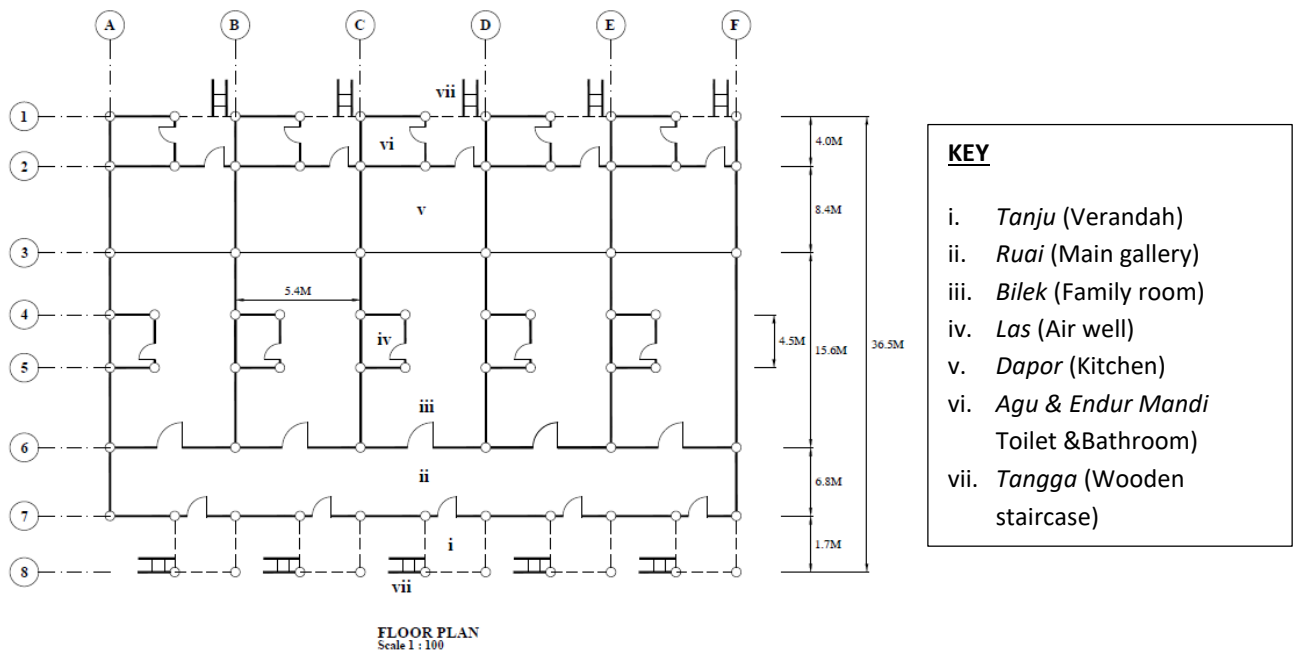 A B C D E F
vii
1
4.0M
vi
2
KEY
v
8.4M
i. Tanju (Verandah)
ii. Ruai (Main gallery)
3
iii. Bilek (Family room)
5.4M
iv. Las (Air well)
4
iv
4.5M
15.6M
36.5M
v. Dapor (Kitchen)
5
vi. Agu & Endur Mandi
iii
Toilet &Bathroom)
6
vii. Tangga (Wooden
ii
6.8M
staircase)
7
i
1.7M
8
vii
FLOOR PLAN
Scale 1 : 100